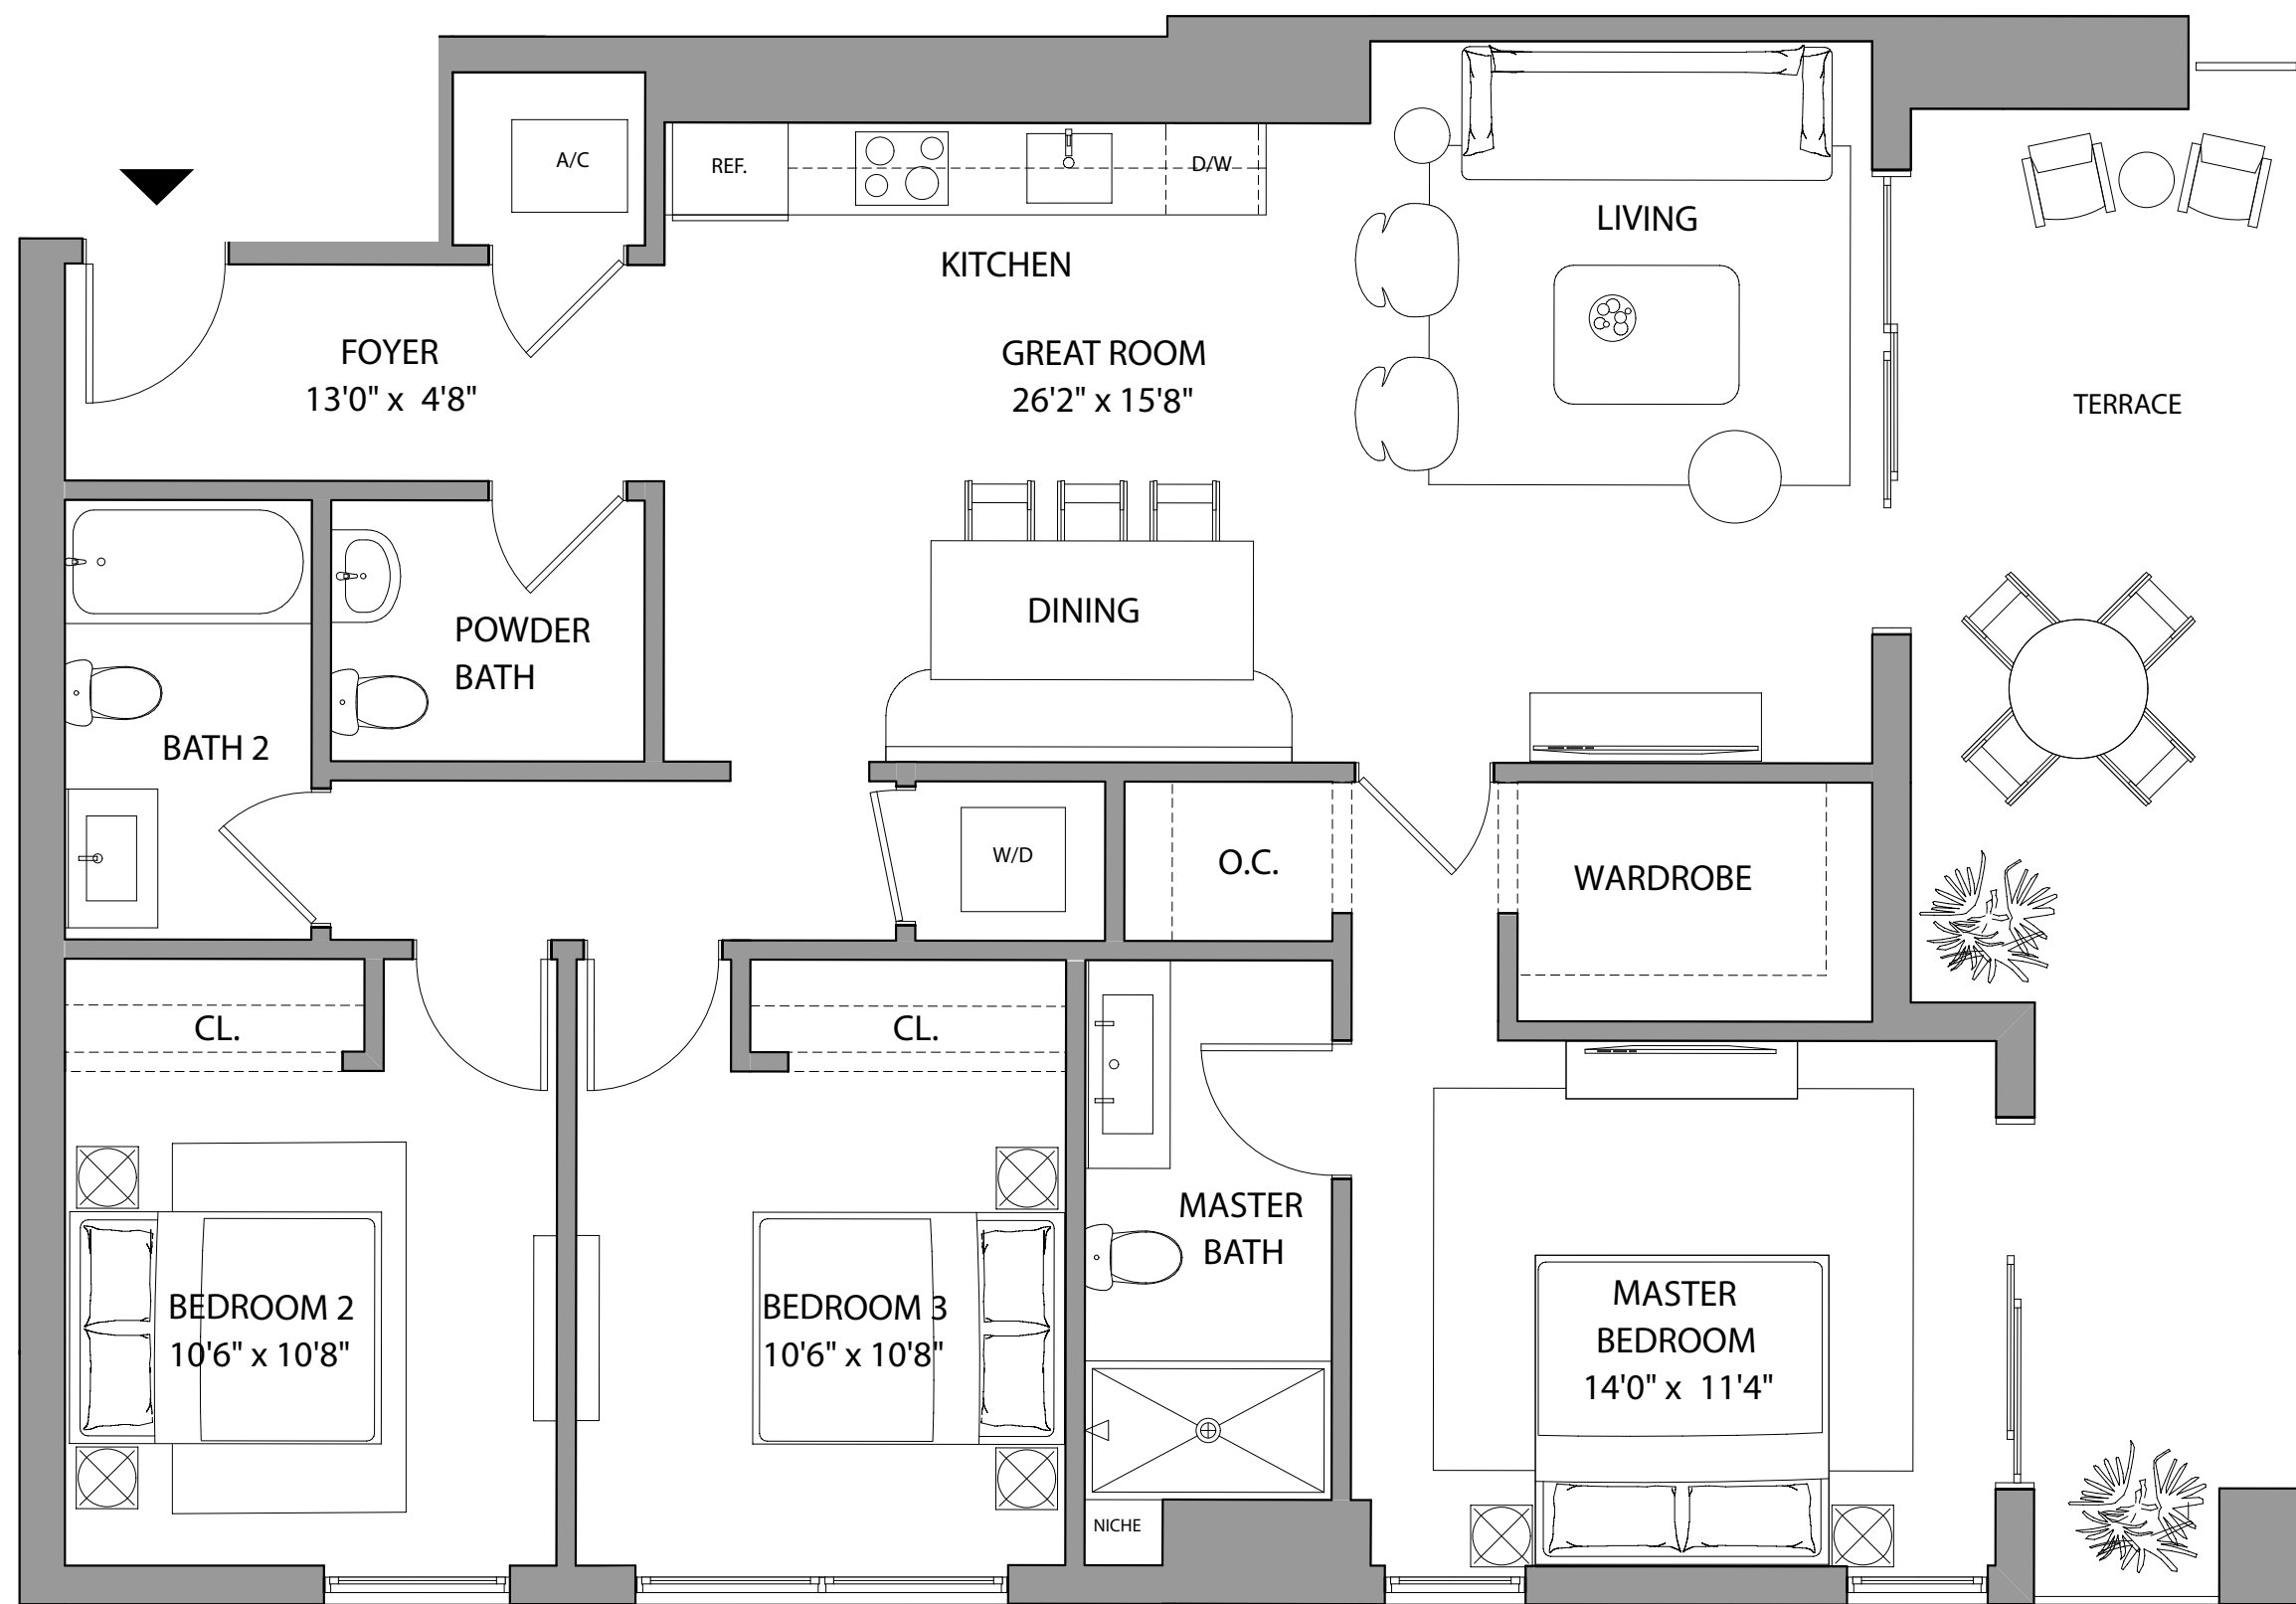 A/C
REF.
D/W
LIVING
KITCHEN
FOYER
13'0" x 4'8"
GREAT ROOM
26'2" x 15'8"
TERRACE
DINING
POWDER
BATH
BATH 2
W/D
O.C.
WARDROBE
CL.
CL.
MASTER
BATH
BEDROOM 2
10'6" x 10'8"
BEDROOM 3
10'6" x 10'8"
MASTER
BEDROOM
14'0" x 11'4"
NICHE